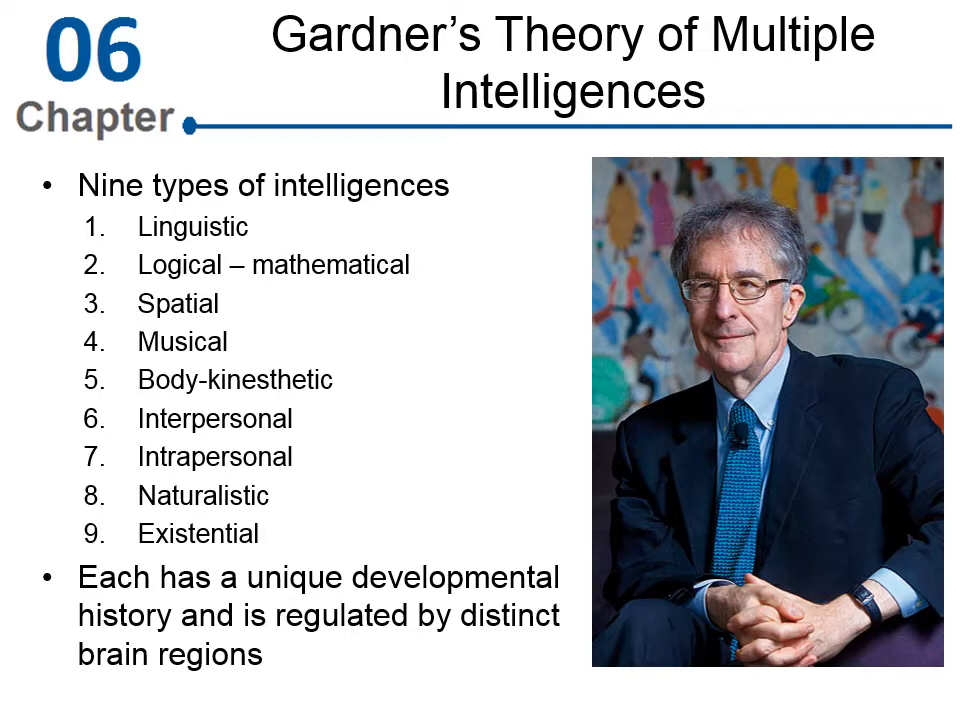 06
Chapter
Gardner’s Theory of Multiple
Intelligences
• Nine types of intelligences
1. Linguistic
2. Logical – mathematical
3. Spatial
4. Musical
5. Body-kinesthetic
6. Interpersonal
7. Intrapersonal
8. Naturalistic
9. Existential
• Each has a unique developmental
history and is regulated by distinct
brain regions